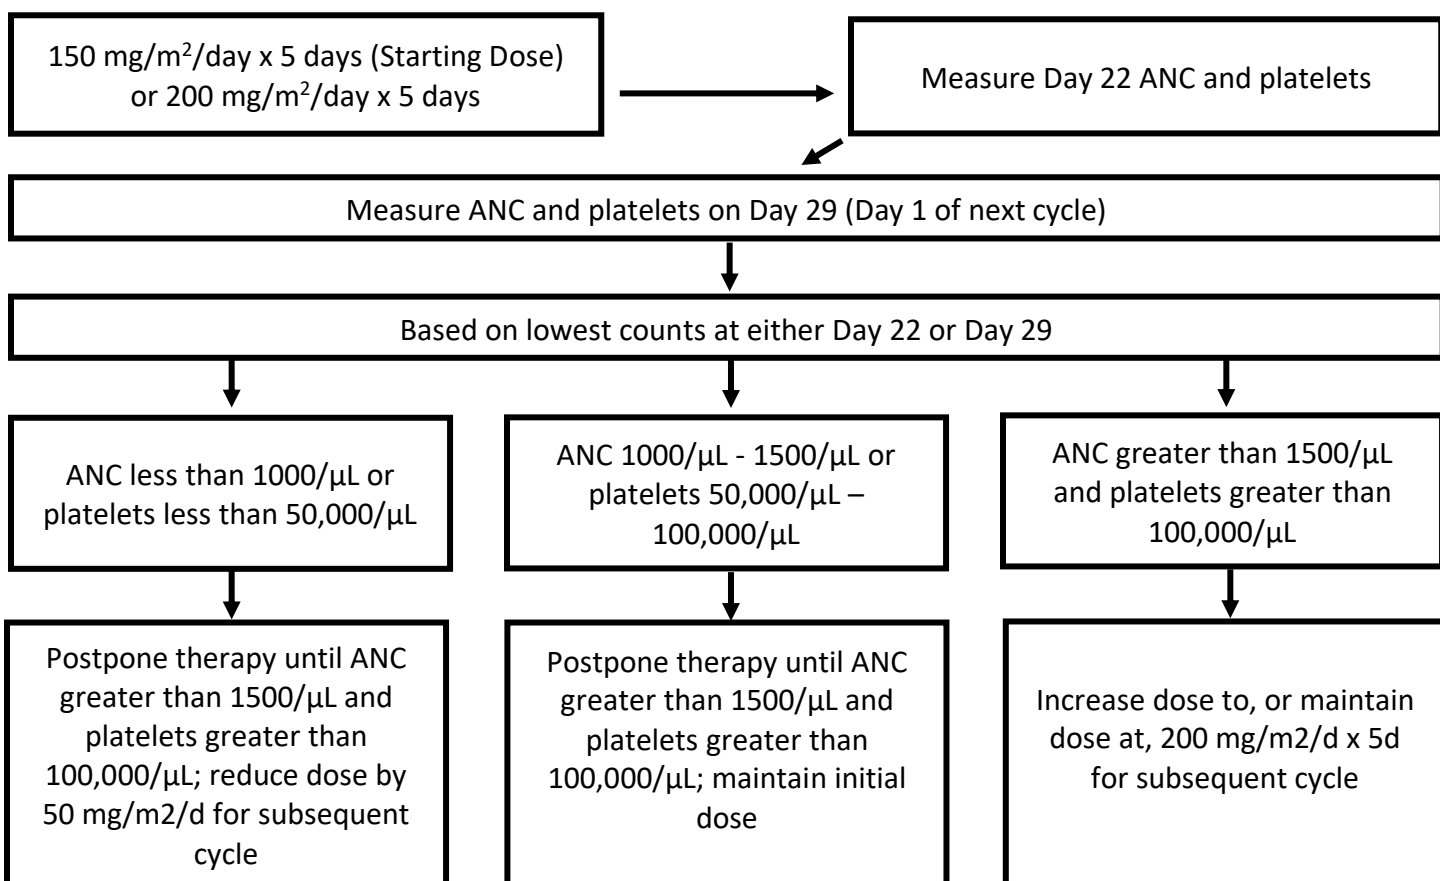 150 mg/m²/day x 5 days (Starting Dose)
or 200 mg/m²/day x 5 days
Measure Day 22 ANC and platelets
Measure ANC and platelets on Day 29 (Day 1 of next cycle)
Based on lowest counts at either Day 22 or Day 29
ANC less than 1000/μL or
platelets less than 50,000/μL
ANC 1000/μL - 1500/μL or
platelets 50,000/μL –
100,000/μL
ANC greater than 1500/μL
and platelets greater than
100,000/μL
Postpone therapy until ANC
greater than 1500/μL and
platelets greater than
100,000/μL; reduce dose by
50 mg/m2/d for subsequent
cycle
Postpone therapy until ANC
greater than 1500/μL and
platelets greater than
100,000/μL; maintain initial
dose
Increase dose to, or maintain
dose at, 200 mg/m2/d x 5d
for subsequent cycle